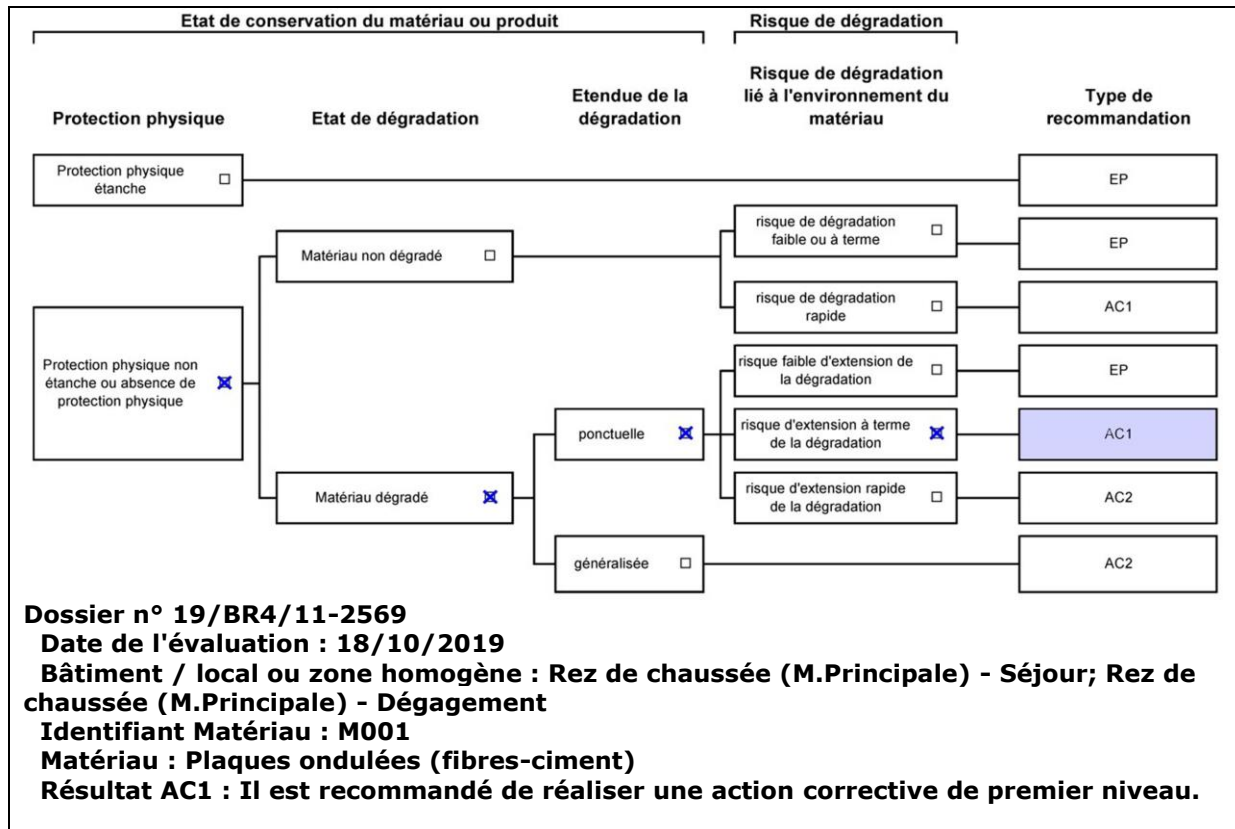 Etat de conservation du matériau ou produit
Risque de dégradation
Protection physique
Etat de dégradation
Etendue de la
dégradation
Risque de dégradation
lié à l'environnement du
matériau
Type de
recommandation
Protection physique
étanche
EP
Matériau non dégradé
risque de dégradation
faible ou à terme
EP
risque de dégradation
rapide
AC1
Protection physique non
étanche ou absence de
protection physique
risque faible d'extension de
la dégradation
EP
ponctuelle
risque d'extension à terme
de la dégradation
AC1
Matériau dégradé
risque d'extension rapide
de la dégradation
AC2
généralisée
AC2
Dossier n° 19/BR4/11-2569
Date de l'évaluation : 18/10/2019
Bâtiment / local ou zone homogène : Rez de chaussée (M.Principale) - Séjour; Rez de
chaussée (M.Principale) - Dégagement
Identifiant Matériau : M001
Matériau : Plaques ondulées (fibres-ciment)
Résultat AC1 : Il est recommandé de réaliser une action corrective de premier niveau.